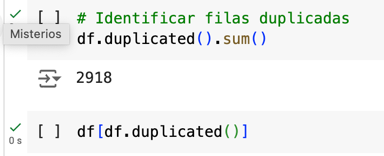 [ ] # Identificar filas duplicadas
Misterios
df.duplicated().sum()
2918
[ ] df[df.duplicated()]
0 s